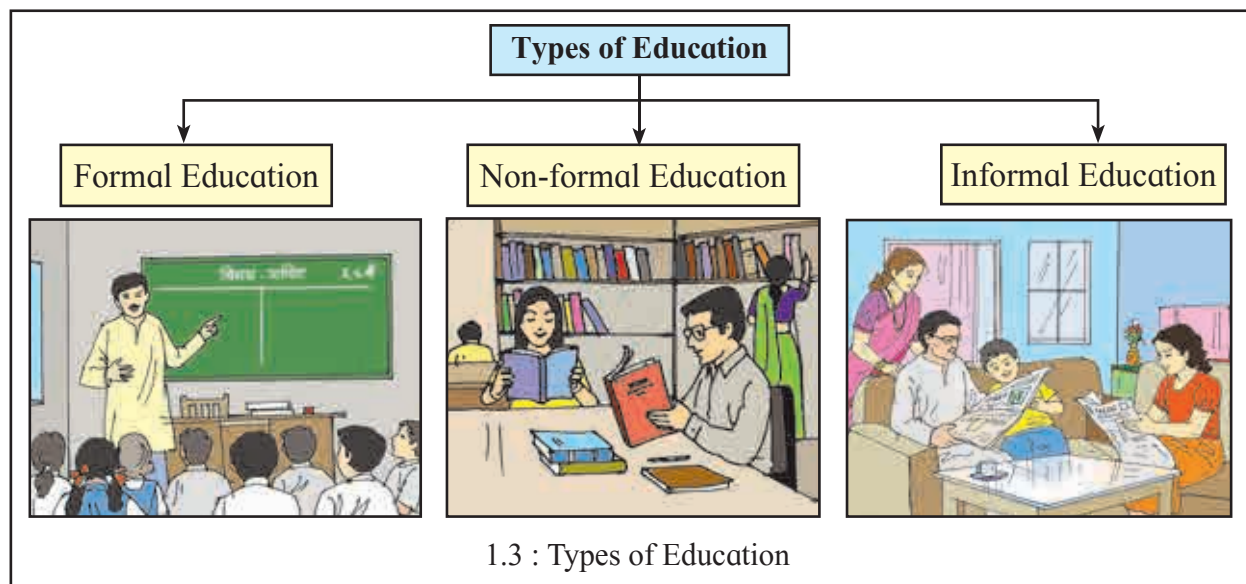 Types of Education
Formal Education
Non-formal Education
Informal Education
1.3 : Types of Education